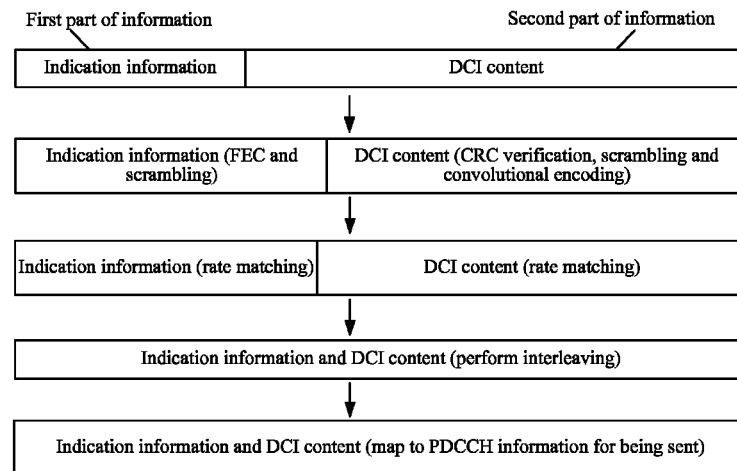 First part of information
Second part of information
Indication information
DCI content
Indication information (FEC and
scrambling)
DCI content (CRC verification, scrambling and
convolutional encoding)
Indication information (rate matching)
DCI content (rate matching)
Indication information and DCI content (perform interleaving)
Indication information and DCI content (map to PDCCH information for being sent)